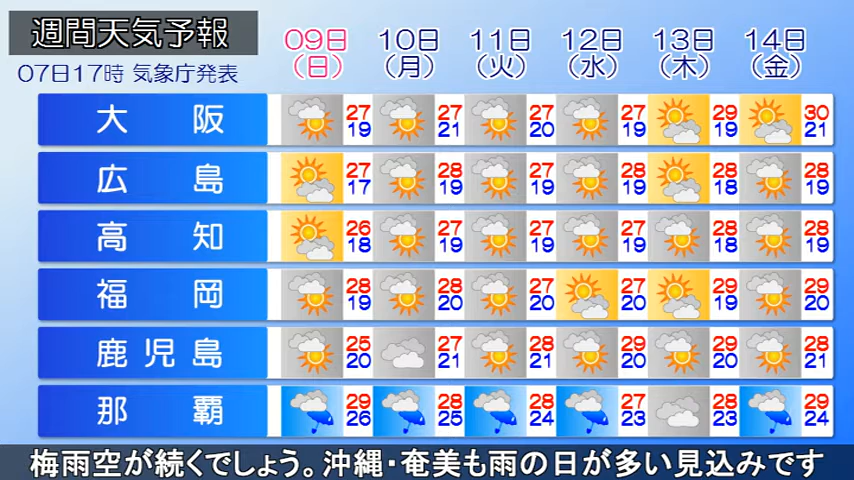 週間天気予報
07日17時 気象庁発表
09日 10日 11日 12日 13日 14日
(日) (月) (火) (水) (木) (金)
大阪 27 19 27 21 27 20 27 19 29 19 30 21
広島 27 17 28 19 27 19 28 19 28 18 28 19
高知 26 18 27 19 27 19 27 19 28 18 28 19
福岡 28 19 28 20 27 20 27 20 29 19 29 20
鹿児島 25 20 27 21 28 21 29 20 29 20 28 21
那覇 29 26 28 25 28 24 27 23 28 23 29 24
梅雨空が続くでしょう。沖縄・奄美も雨の日が多い見込みです